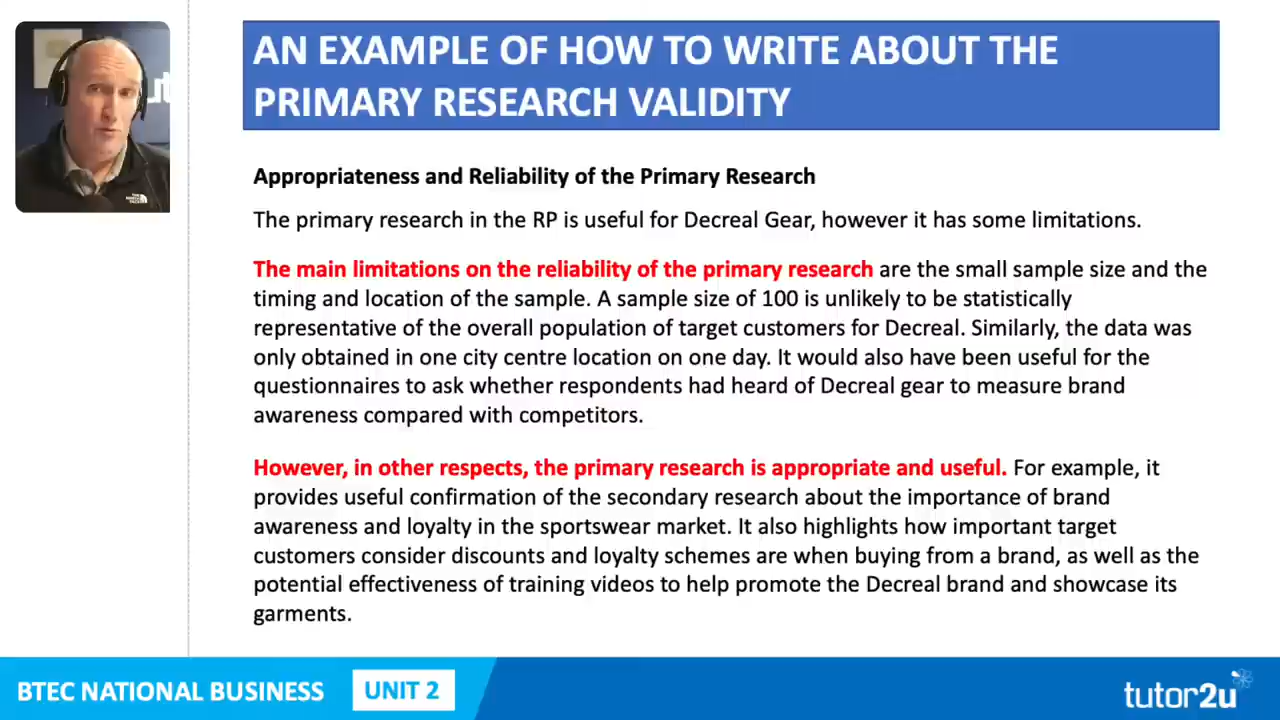 AN EXAMPLE OF HOW TO WRITE ABOUT THE
PRIMARY RESEARCH VALIDITY
Appropriateness and Reliability of the Primary Research
The primary research in the RP is useful for Decreal Gear, however it has some limitations.
The main limitations on the reliability of the primary research are the small sample size and the
timing and location of the sample. A sample size of 100 is unlikely to be statistically
representative of the overall population of target customers for Decreal. Similarly, the data was
only obtained in one city centre location on one day. It would also have been useful for the
questionnaires to ask whether respondents had heard of Decreal gear to measure brand
awareness compared with competitors.
However, in other respects, the primary research is appropriate and useful. For example, it
provides useful confirmation of the secondary research about the importance of brand
awareness and loyalty in the sportswear market. It also highlights how important target
customers consider discounts and loyalty schemes are when buying from a brand, as well as the
potential effectiveness of training videos to help promote the Decreal brand and showcase its
garments.
BTEC NATIONAL BUSINESS
UNIT 2
tutor2u